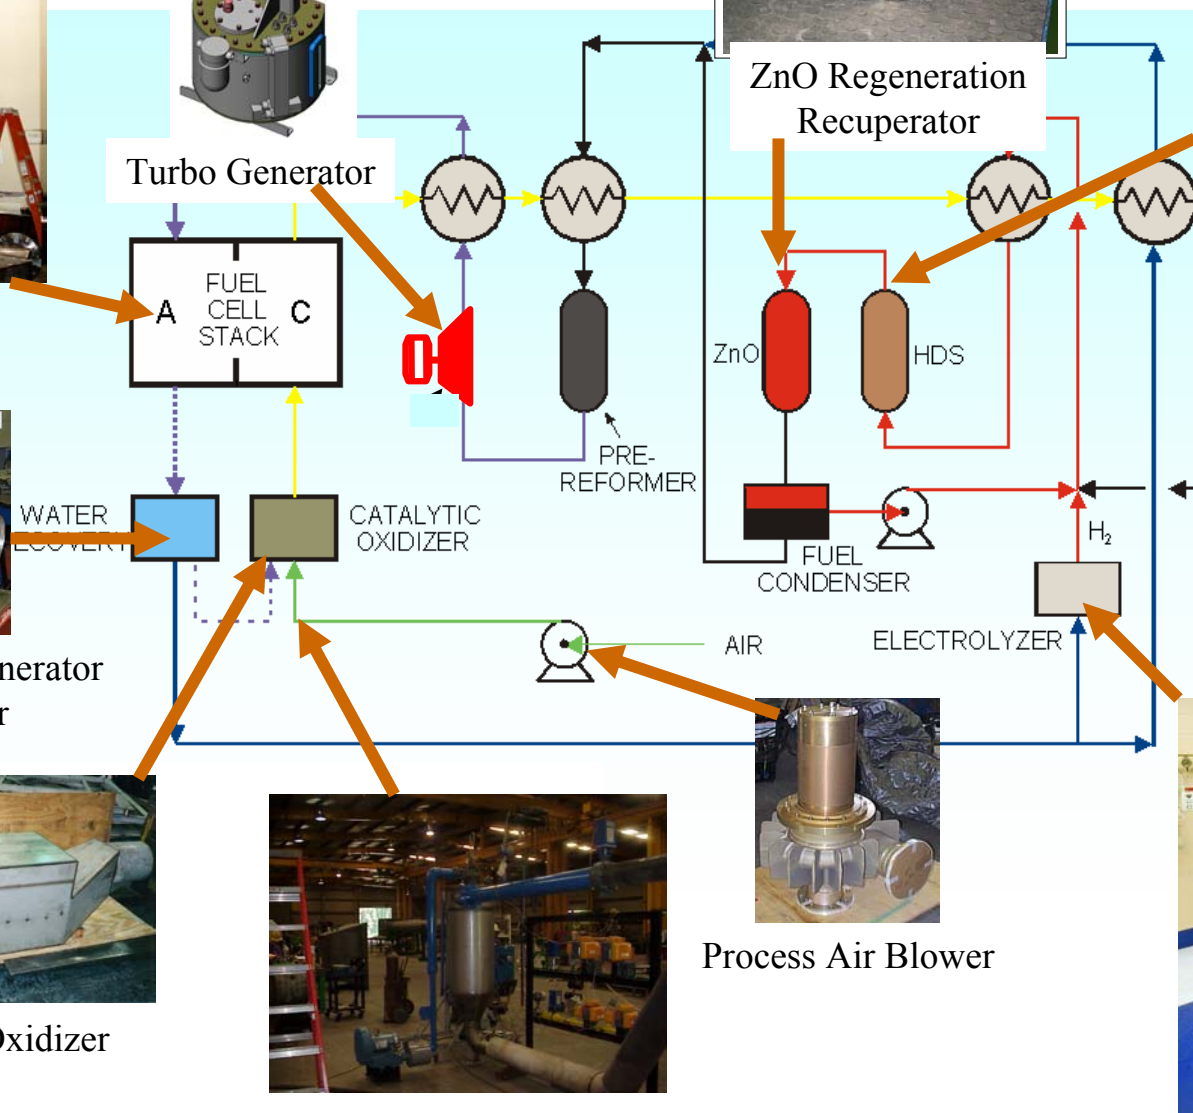 ZnO Regeneration
Recuperator
Turbo Generator
A
FUEL
CELL
STACK
C
ZnO
HDS
PRE-
REFORMER
WATER
ECOVERY
CATALYTIC
OXIDIZER
FUEL
CONDENSER
H₂
ELECTROLYZER
AIR
nerator
r
Process Air Blower
Oxidizer